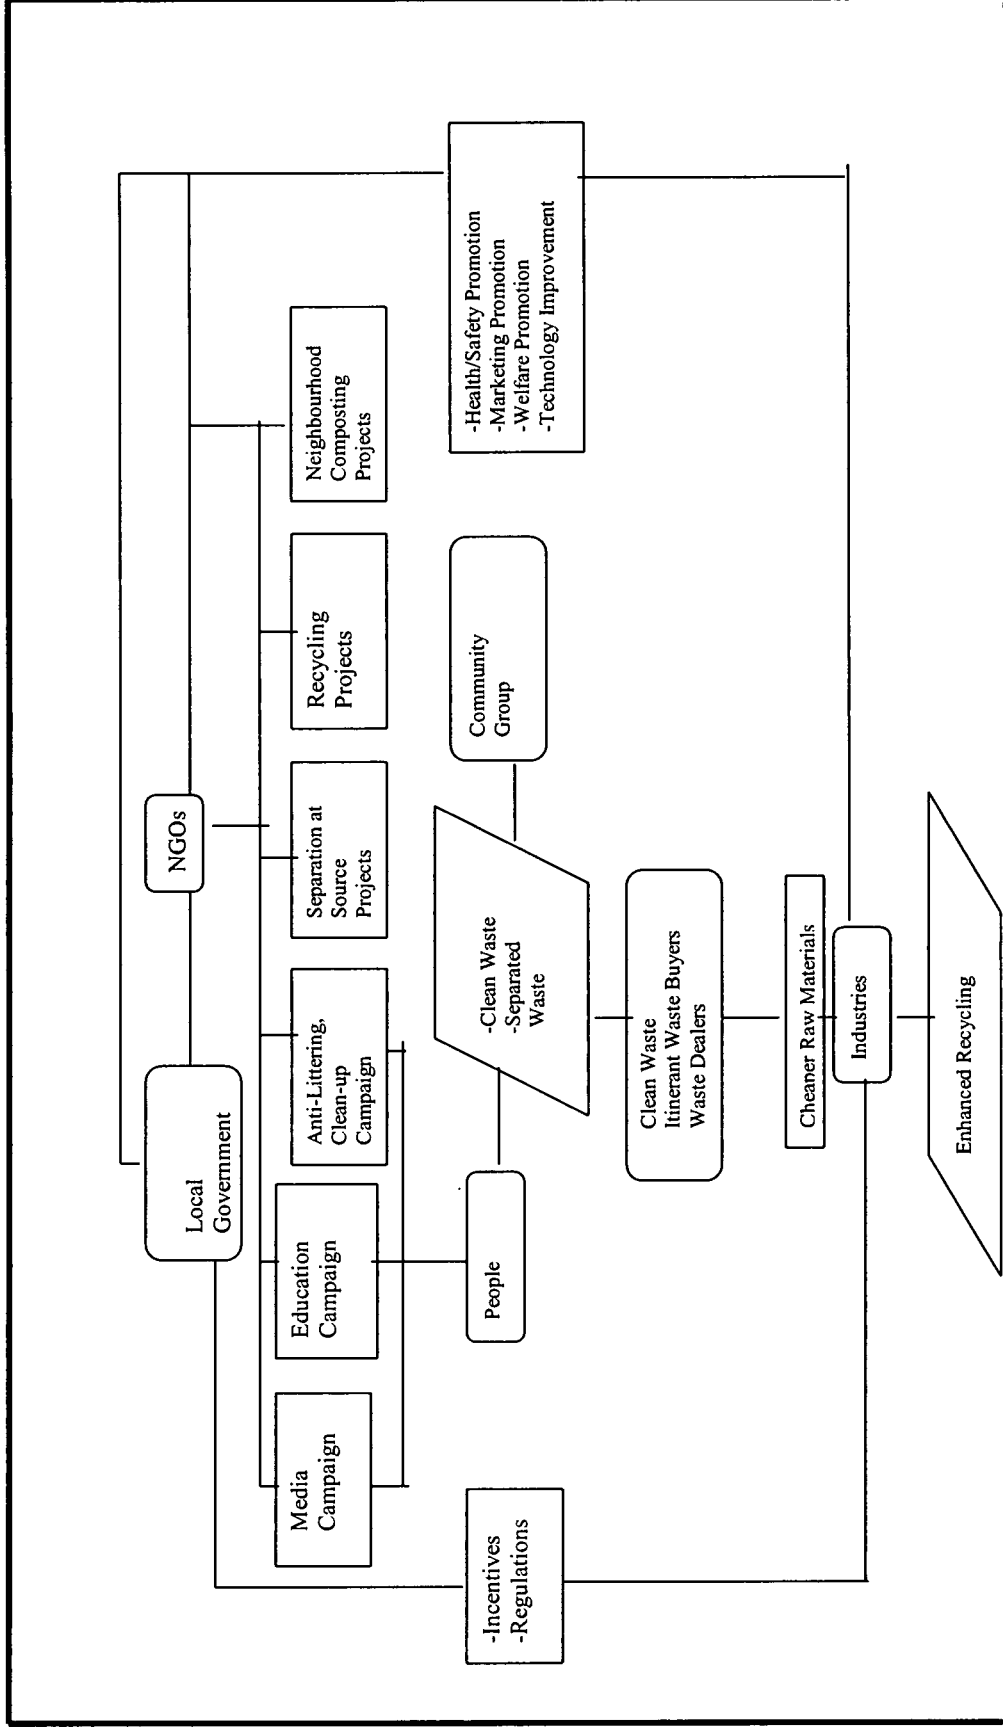 Local
Government
NGOs
Media
Campaign
Education
Campaign
Anti-Littering,
Clean-up
Campaign
Separation at
Source
Projects
Recycling
Projects
Neighbourhood
Composting
Projects
-Incentives
-Regulations
People
-Clean Waste
-Separated
Waste
Community
Group
-Health/Safety Promotion
-Marketing Promotion
-Welfare Promotion
-Technology Improvement
Clean Waste
Itinerant Waste Buyers
Waste Dealers
Cheaner Raw Materials
Industries
Enhanced Recycling